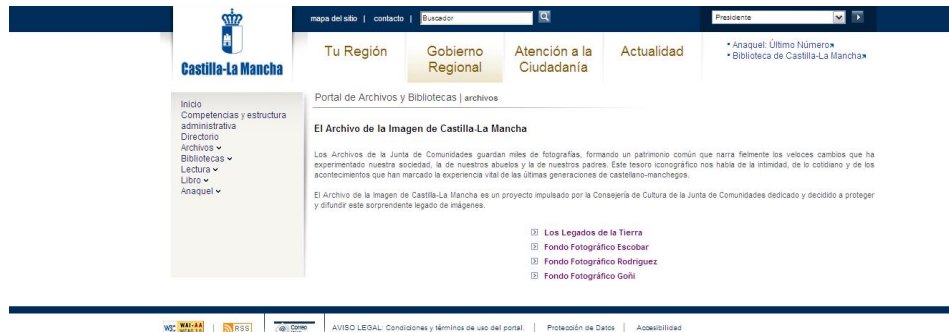 mapa del sitio | contacto | Buscador
Presidente
Castilla-La Mancha
Tu Región
Gobierno
Regional
Atención a la
Ciudadanía
Actualidad
Anaquel: Último Número
Biblioteca de Castilla-La Mancha
Inicio
Competencias y estructura
administrativa
Directorio
Archivos
Bibliotecas
Lectura
Libro
Anaquel
Portal de Archivos y Bibliotecas | archivos
El Archivo de la Imagen de Castilla-La Mancha
Los Archivos de la Junta de Comunidades guardan miles de fotografías, formando un patrimonio común que narra fielmente los veloces cambios que ha
experimentado nuestra sociedad, la de nuestros abuelos y la de nuestros padres. Este tesoro iconográfico nos habla de la intimidad, de lo cotidiano y de los
acontecimientos que han marcado la experiencia vital de las últimas generaciones de castellano-manchegos.
El Archivo de la Imagen de Castilla-La Mancha es un proyecto impulsado por la Consejería de Cultura de la Junta de Comunidades dedicado y decidido a proteger
y difundir este sorprendente legado de imágenes.
Los Legados de la Tierra
Fondo Fotográfico Escobar
Fondo Fotográfico Rodríguez
Fondo Fotográfico Goñi
W3C WAI-AA
WCAG 1.0
RSS
Correo
AVISO LEGAL: Condiciones y términos de uso del portal. | Protección de Datos | Accesibilidad